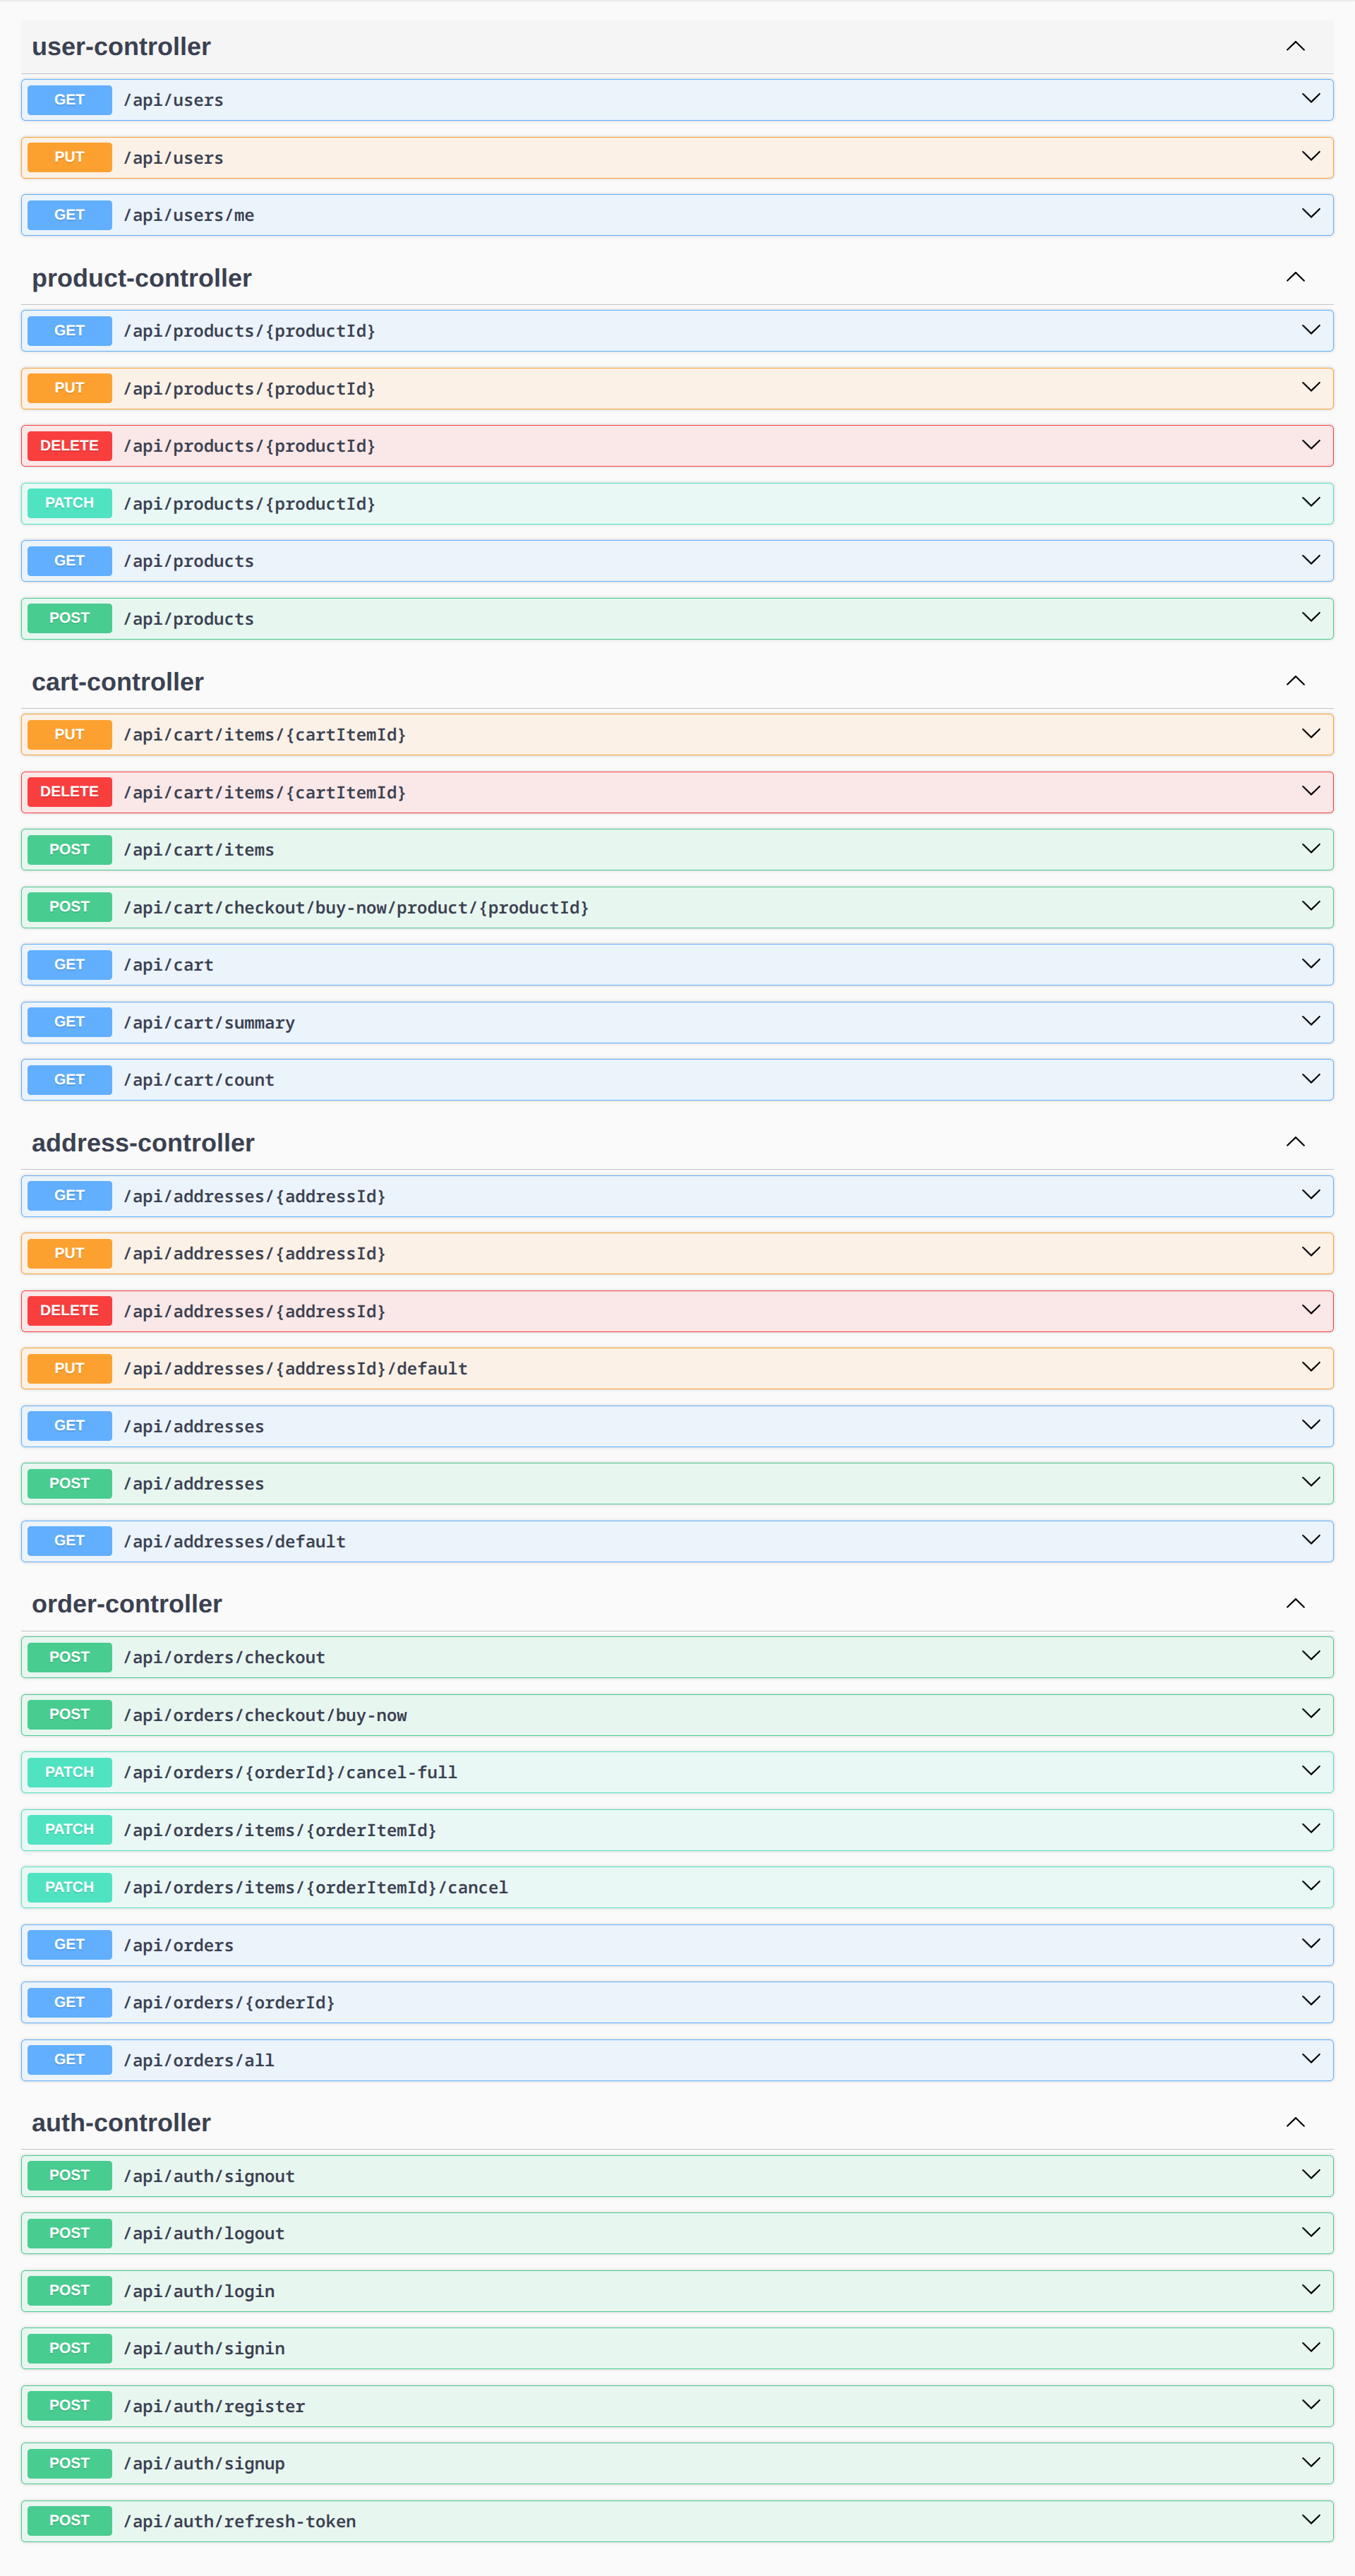 user-controller
GET /api/users
PUT /api/users
GET /api/users/me
product-controller
GET /api/products/{productId}
PUT /api/products/{productId}
DELETE /api/products/{productId}
PATCH /api/products/{productId}
GET /api/products
POST /api/products
cart-controller
PUT /api/cart/items/{cartItemId}
DELETE /api/cart/items/{cartItemId}
POST /api/cart/items
POST /api/cart/checkout/buy-now/product/{productId}
GET /api/cart
GET /api/cart/summary
GET /api/cart/count
address-controller
GET /api/addresses/{addressId}
PUT /api/addresses/{addressId}
DELETE /api/addresses/{addressId}
PUT /api/addresses/{addressId}/default
GET /api/addresses
POST /api/addresses
GET /api/addresses/default
order-controller
POST /api/orders/checkout
POST /api/orders/checkout/buy-now
PATCH /api/orders/{orderId}/cancel-full
PATCH /api/orders/items/{orderItemId}
PATCH /api/orders/items/{orderItemId}/cancel
GET /api/orders
GET /api/orders/{orderId}
GET /api/orders/all
auth-controller
POST /api/auth/signout
POST /api/auth/logout
POST /api/auth/login
POST /api/auth/signin
POST /api/auth/register
POST /api/auth/signup
POST /api/auth/refresh-token